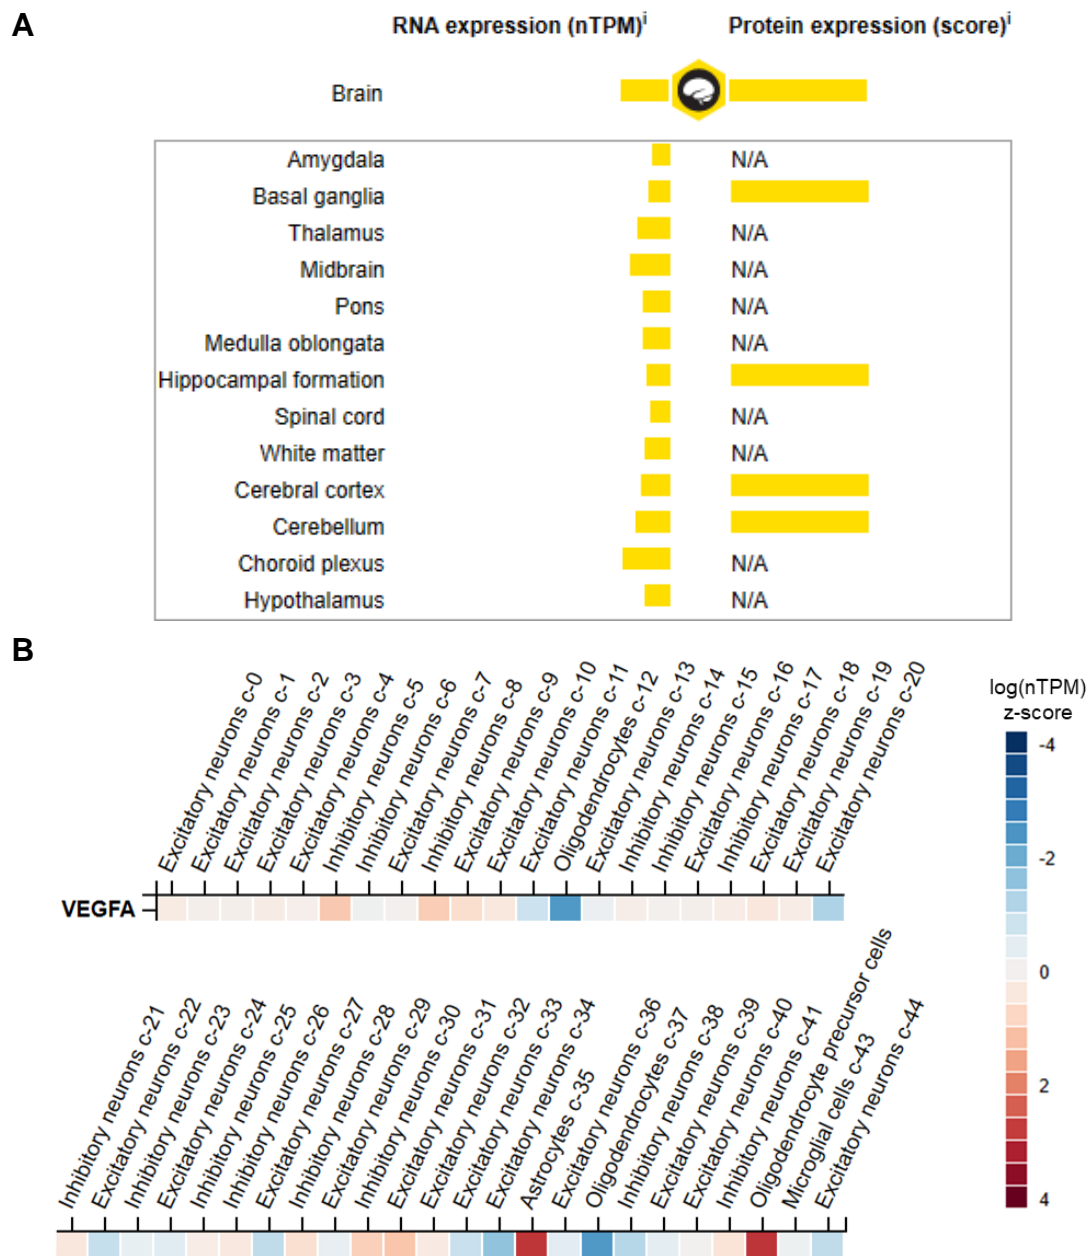 A
RNA expression (nTPM)i Protein expression (score)i
Brain
Amygdala N/A
Basal ganglia
Thalamus N/A
Midbrain N/A
Pons N/A
Medulla oblongata N/A
Hippocampal formation
Spinal cord N/A
White matter N/A
Cerebral cortex
Cerebellum
Choroid plexus N/A
Hypothalamus N/A
B
Excitatory neurons c-0
Excitatory neurons c-1
Excitatory neurons c-2
Excitatory neurons c-3
Excitatory neurons c-4
Inhibitory neurons c-5
Inhibitory neurons c-6
Excitatory neurons c-7
Inhibitory neurons c-8
Excitatory neurons c-9
Excitatory neurons c-10
Excitatory neurons c-11
Oligodendrocytes c-12
Excitatory neurons c-13
Inhibitory neurons c-14
Inhibitory neurons c-15
Excitatory neurons c-16
Inhibitory neurons c-17
Excitatory neurons c-18
Excitatory neurons c-19
Excitatory neurons c-20
VEGFA
Inhibitory neurons c-21
Excitatory neurons c-22
Inhibitory neurons c-23
Excitatory neurons c-24
Inhibitory neurons c-25
Inhibitory neurons c-26
Excitatory neurons c-27
Inhibitory neurons c-28
Excitatory neurons c-29
Inhibitory neurons c-30
Excitatory neurons c-31
Excitatory neurons c-32
Excitatory neurons c-33
Excitatory neurons c-34
Astrocytes c-35
Excitatory neurons c-36
Oligodendrocytes c-37
Inhibitory neurons c-38
Excitatory neurons c-39
Excitatory neurons c-40
Inhibitory neurons c-41
Oligodendrocyte precursor cells
Microglial cells c-43
Excitatory neurons c-44
log(nTPM)
z-score
-4
-2
0
2
4